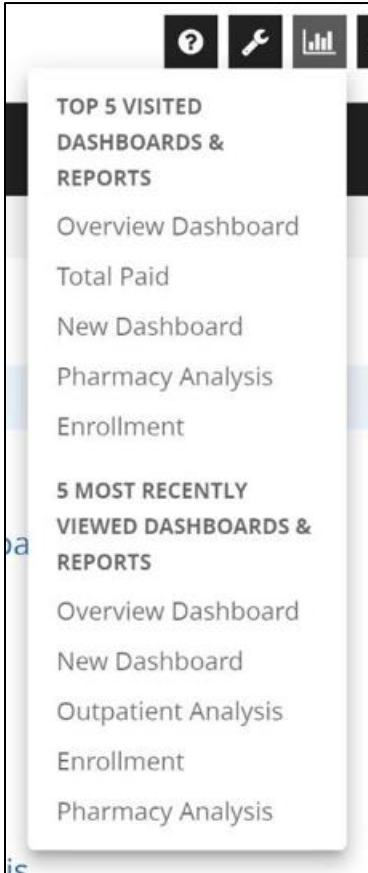 TOP 5 VISITED
DASHBOARDS &
REPORTS
Overview Dashboard
Total Paid
New Dashboard
Pharmacy Analysis
Enrollment
5 MOST RECENTLY
VIEWED DASHBOARDS &
REPORTS
Overview Dashboard
New Dashboard
Outpatient Analysis
Enrollment
Pharmacy Analysis